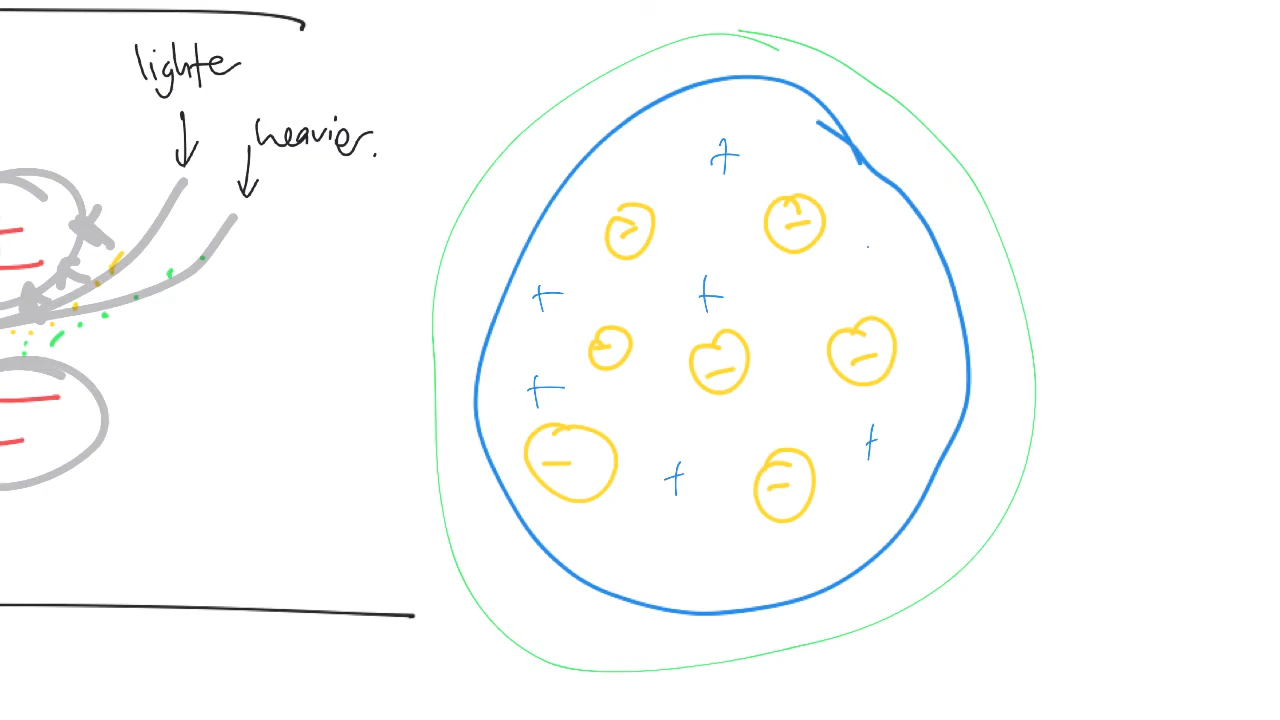 lighte
heavier.
+
− −
+ +
− − −
+
+
− + −